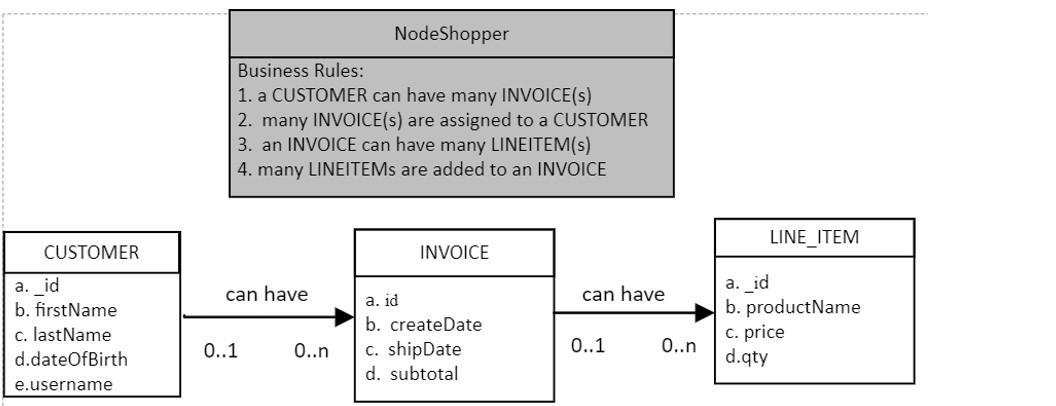 NodeShopper
Business Rules:
1. a CUSTOMER can have many INVOICE(s)
2. many INVOICE(s) are assigned to a CUSTOMER
3. an INVOICE can have many LINEITEM(s)
4. many LINEITEMs are added to an INVOICE
CUSTOMER
a. _id
b. firstName
c. lastName
d.dateOfBirth
e.username
can have
0..1 0..n
INVOICE
a. id
b. createDate
c. shipDate
d. subtotal
can have
0..1 0..n
LINE_ITEM
a. _id
b. productName
c. price
d.qty